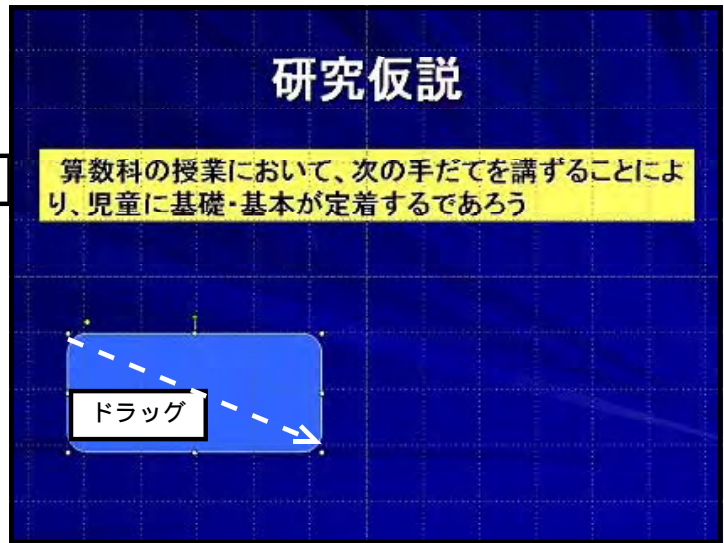 研究仮説
算数科の授業において、次の手だてを講ずることによ
り、児童に基礎・基本が定着するであろう
ドラッグ